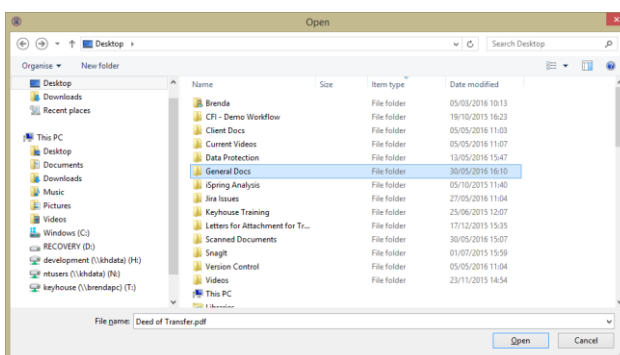 Open
Desktop
Search Desktop
Organise New folder
Name Size Item type Date modified
Desktop
Downloads
Recent places
This PC
Desktop
Documents
Downloads
Music
Pictures
Videos
Windows (C:)
RECOVERY (D:)
development (\\khdata) (H:)
ntusers (\\khdata) (N:)
keyhouse (\\brendapc) (T:)
Brenda File folder 05/03/2016 10:13
CFI - Demo Workflow File folder 19/10/2015 16:23
Client Docs File folder 05/05/2016 11:03
Current Videos File folder 05/05/2016 11:07
Data Protection File folder 13/05/2016 15:47
General Docs File folder 30/05/2016 16:10
iSpring Analysis File folder 05/10/2015 11:40
Jira Issues File folder 27/05/2016 11:04
Keyhouse Training File folder 25/06/2015 12:07
Letters for Attachment for Tr... File folder 17/12/2015 15:35
Scanned Documents File folder 30/05/2016 15:07
SnagIt File folder 01/07/2015 15:59
Version Control File folder 05/05/2016 11:04
Videos File folder 23/11/2015 14:54
This PC
Libraries
File name: Deed of Transfer.pdf
Open Cancel